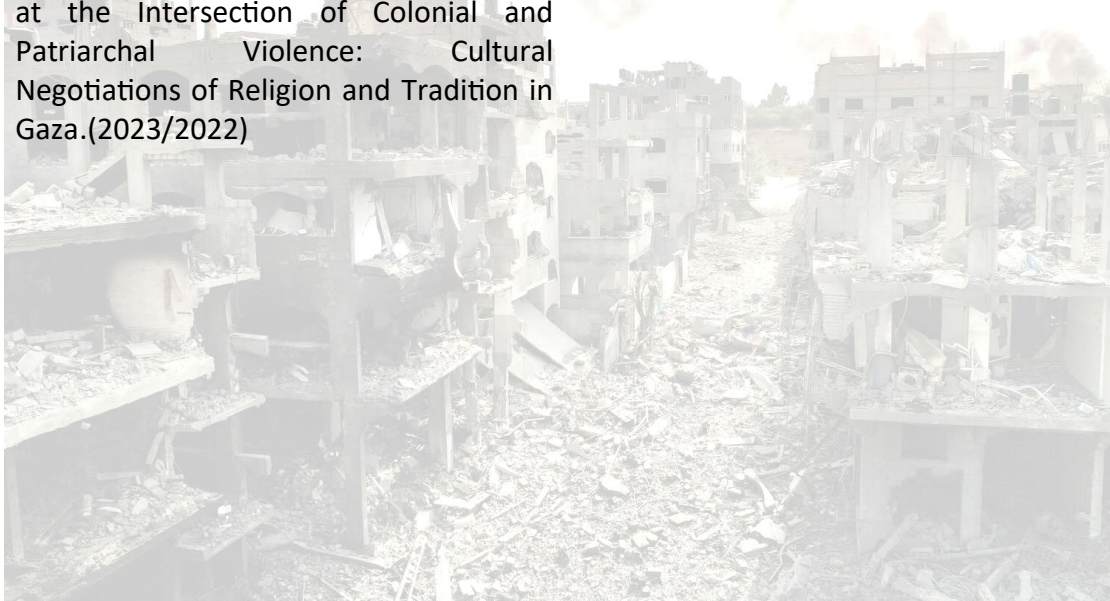 at the Intersection of Colonial and
Patriarchal Violence: Cultural
Negotiations of Religion and Tradition in
Gaza.(2023/2022)